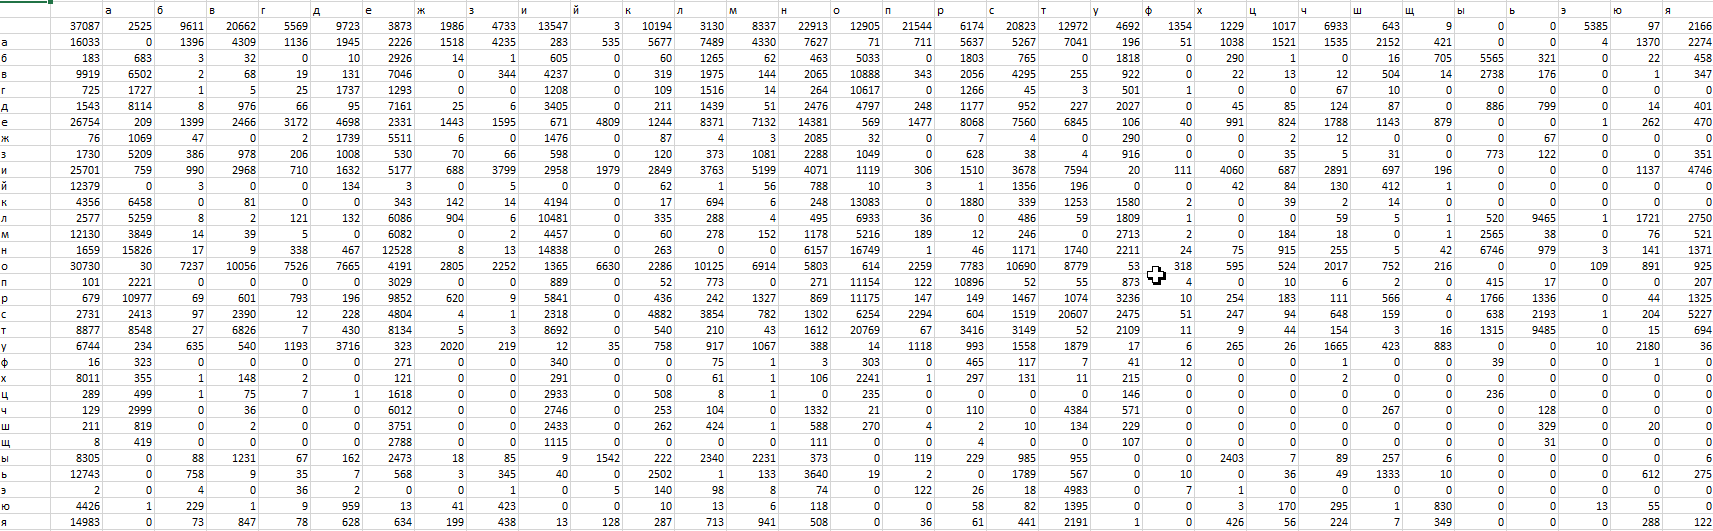 а б в г д е ж з и й к л м н о п р с т у ф х ц ч ш щ ы ь э ю я
37087 2525 9611 20662 5569 9723 3873 1986 4733 13547 3 10194 3130 8337 22913 12905 21544 6174 20823 12972 4692 1354 1229 1017 6933 643 9 0 0 5385 97 2166
а 16033 0 1396 4309 1136 1945 2226 1518 4235 283 535 5677 7489 4330 7627 71 711 5637 5267 7041 196 51 1038 1521 1535 2152 421 0 0 4 1370 2274
б 183 683 3 32 0 10 2926 14 1 605 0 60 1265 62 463 5033 0 1803 765 0 1818 0 290 1 0 16 705 5565 321 0 22 458
в 9919 6502 2 68 19 131 7046 0 344 4237 0 319 1975 144 2065 10888 343 2056 4295 255 922 0 22 13 12 504 14 2738 176 0 1 347
г 725 1727 1 5 25 1737 1293 0 0 1208 0 109 1516 14 264 10617 0 1266 45 3 501 1 0 0 67 10 0 0 0 0 0 0
д 1543 8114 8 976 66 95 7161 25 6 3405 0 211 1439 51 2476 4797 248 1177 952 227 2027 0 45 85 124 87 0 886 799 0 14 401
е 26754 209 1399 2466 3172 4698 2331 1443 1595 671 4809 1244 8371 7132 14381 569 1477 8068 7560 6845 106 40 991 824 1788 1143 879 0 0 1 262 470
ж 76 1069 47 0 2 1739 5511 6 0 1476 0 87 4 3 2085 32 0 7 4 0 290 0 0 2 12 0 0 0 67 0 0 0
з 1730 5209 386 978 206 1008 530 70 66 598 0 120 373 1081 2288 1049 0 628 38 4 916 0 0 35 5 31 0 773 122 0 0 351
и 25701 759 990 2968 710 1632 5177 688 3799 2958 1979 2849 3763 5199 4071 1119 306 1510 3678 7594 20 111 4060 687 2891 697 196 0 0 0 1137 4746
й 12379 0 3 0 0 134 3 0 5 0 0 62 1 56 788 10 3 1 1356 196 0 0 42 84 130 412 1 0 0 0 0 0
к 4356 6458 0 81 0 0 343 142 14 4194 0 17 694 6 248 13083 0 1880 339 1253 1580 2 0 39 2 14 0 0 0 0 0 0
л 2577 5259 8 2 121 132 6086 904 6 10481 0 335 288 4 495 6933 36 0 486 59 1809 1 0 0 59 5 1 520 9465 1 1721 2750
м 12130 3849 14 39 5 0 6082 0 2 4457 0 60 278 152 1178 5216 189 12 246 0 2713 2 0 184 18 0 1 2565 38 0 76 521
н 1659 15826 17 9 338 467 12528 8 13 14838 0 263 0 0 6157 16749 1 46 1171 1740 2211 24 75 915 255 5 42 6746 979 3 141 1371
о 30730 30 7237 10056 7526 7665 4191 2805 2252 1365 6630 2286 10125 6914 5803 614 2259 7783 10690 8779 53 318 595 524 2017 752 216 0 0 109 891 925
п 101 2221 0 0 0 0 3029 0 0 889 0 52 773 0 271 11154 122 10896 52 55 873 4 0 10 6 2 0 415 17 0 0 207
р 679 10977 69 601 793 196 9852 620 9 5841 0 436 242 1327 869 11175 147 149 1467 1074 3236 10 254 183 111 566 4 1766 1336 0 44 1325
с 2731 2413 97 2390 12 228 4804 4 1 2318 0 4882 3854 782 1302 6254 2294 604 1519 20607 2475 51 247 94 648 159 0 638 2193 1 204 5227
т 8877 8548 27 6826 7 430 8134 5 3 8692 0 540 210 43 1612 20769 67 3416 3149 52 2109 11 9 44 154 3 16 1315 9485 0 15 694
у 6744 234 635 540 1193 3716 323 2020 219 12 35 758 917 1067 388 14 1118 993 1558 1879 17 6 265 26 1665 423 883 0 0 10 2180 36
ф 16 323 0 0 0 0 271 0 0 340 0 0 75 1 3 303 0 465 117 7 41 12 0 0 1 0 0 39 0 0 1 0
х 8011 355 1 148 2 0 121 0 0 291 0 0 61 1 106 2241 1 297 131 11 215 0 0 0 2 0 0 0 0 0 0 0
ц 289 499 1 75 7 1 1618 0 0 2933 0 508 8 1 0 235 0 0 0 0 146 0 0 0 0 0 0 236 0 0 0 0
ч 129 2999 0 36 0 0 6012 0 0 2746 0 253 104 0 1332 21 0 110 0 4384 571 0 0 0 0 267 0 0 128 0 0 0
ш 211 819 0 2 0 0 3751 0 0 2433 0 262 424 1 588 270 4 2 10 134 229 0 0 0 0 0 0 0 329 0 20 0
щ 8 419 0 0 0 0 2788 0 0 1115 0 0 0 0 111 0 0 4 0 0 107 0 0 0 0 0 0 0 31 0 0 0
ы 8305 0 88 1231 67 162 2473 18 85 9 1542 222 2340 2231 373 0 119 229 985 955 0 0 2403 7 89 257 6 0 0 0 0 6
ь 12743 0 758 9 35 7 568 3 345 40 0 2502 1 133 3640 19 2 0 1789 567 0 10 0 36 49 1333 10 0 0 0 612 275
э 2 0 4 0 36 2 0 0 1 0 5 140 98 8 74 0 122 26 18 4983 0 7 1 0 0 0 0 0 0 0 0 0
ю 4426 1 229 1 9 959 13 41 423 0 0 10 13 6 118 0 0 58 82 1395 0 0 3 170 295 1 830 0 0 13 55 0
я 14983 0 73 847 78 628 634 199 438 13 128 287 713 941 508 0 36 61 441 2191 1 0 426 56 224 7 349 0 0 0 288 122